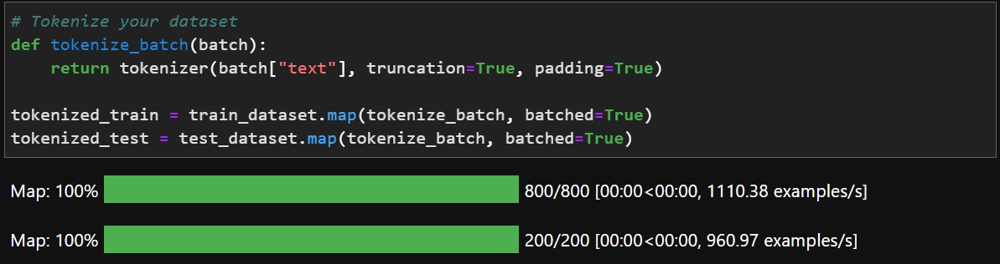 # Tokenize your dataset
def tokenize_batch(batch):
    return tokenizer(batch["text"], truncation=True, padding=True)

tokenized_train = train_dataset.map(tokenize_batch, batched=True)
tokenized_test = test_dataset.map(tokenize_batch, batched=True)
Map: 100% 800/800 [00:00<00:00, 1110.38 examples/s]
Map: 100% 200/200 [00:00<00:00, 960.97 examples/s]